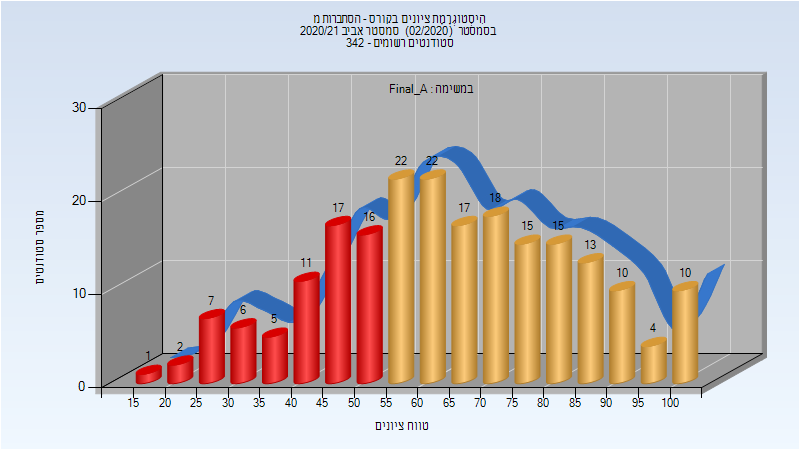 היסטוגרמת ציונים בקורס - הסתברות מ
בסמסטר (02/2020) סמסטר אביב 2020/21
סטודנטים רשומים - 342
במשימה : Final_A
מספר סטודנטים
30
20
10
0
1 2 7 6 5 11 17 16 22 22 17 18 15 15 13 10 4 10
15 20 25 30 35 40 45 50 55 60 65 70 75 80 85 90 95 100
טווח ציונים